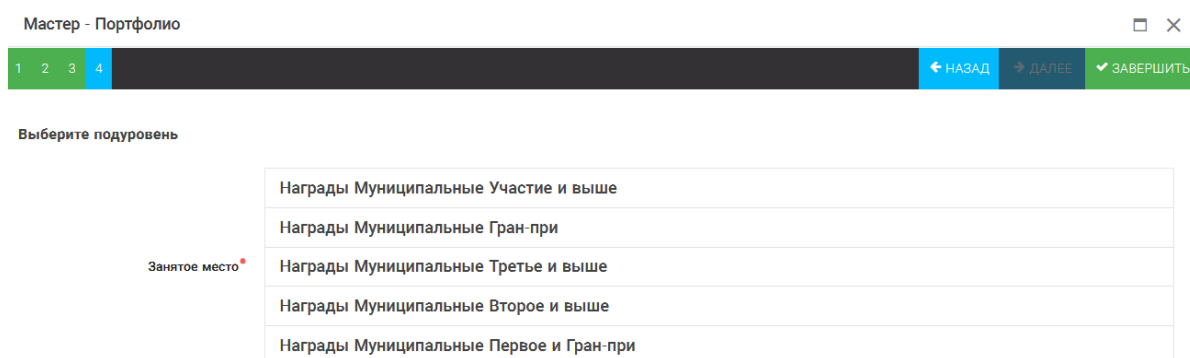 Мастер - Портфолио
1 2 3 4 НАЗАД ДАЛЕЕ ЗАВЕРШИТЬ
Выберите подуровень
Награды Муниципальные Участие и выше
Награды Муниципальные Гран-при
Занятое место
Награды Муниципальные Третье и выше
Награды Муниципальные Второе и выше
Награды Муниципальные Первое и Гран-при